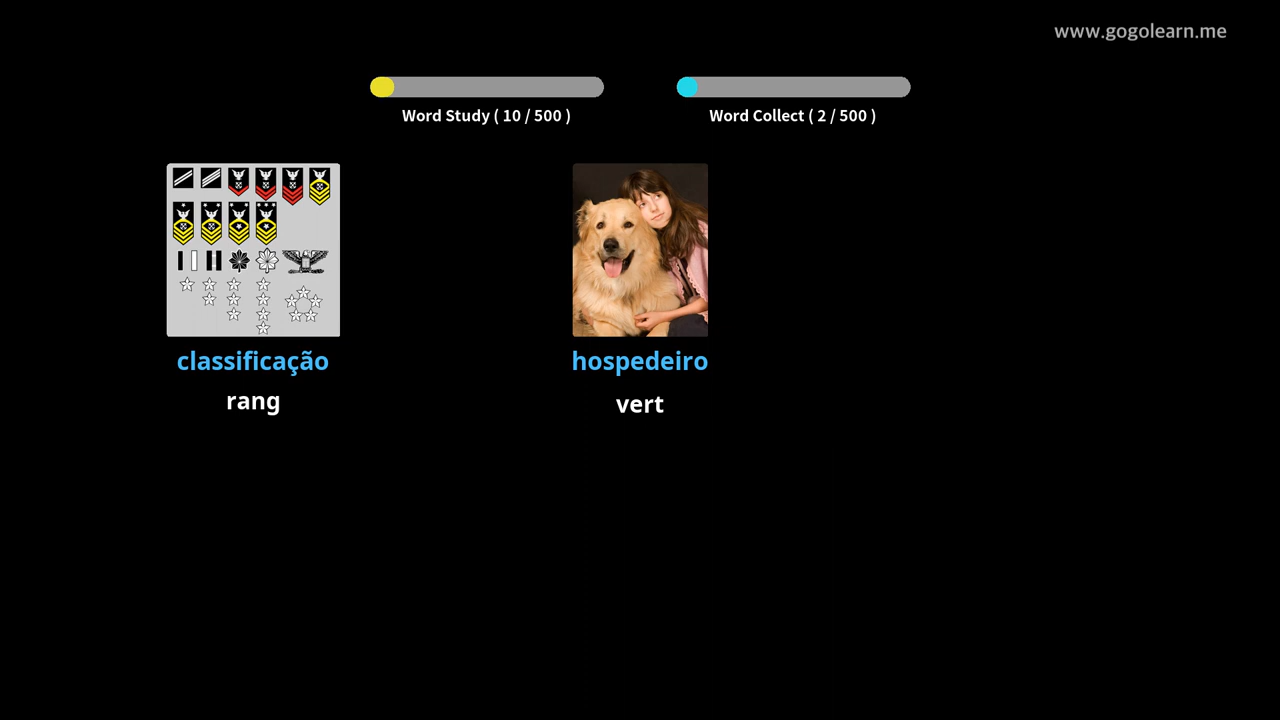 www.gogolearn.me
Word Study ( 10 / 500 )
Word Collect ( 2 / 500 )
classificação
rang
hospedeiro
vert